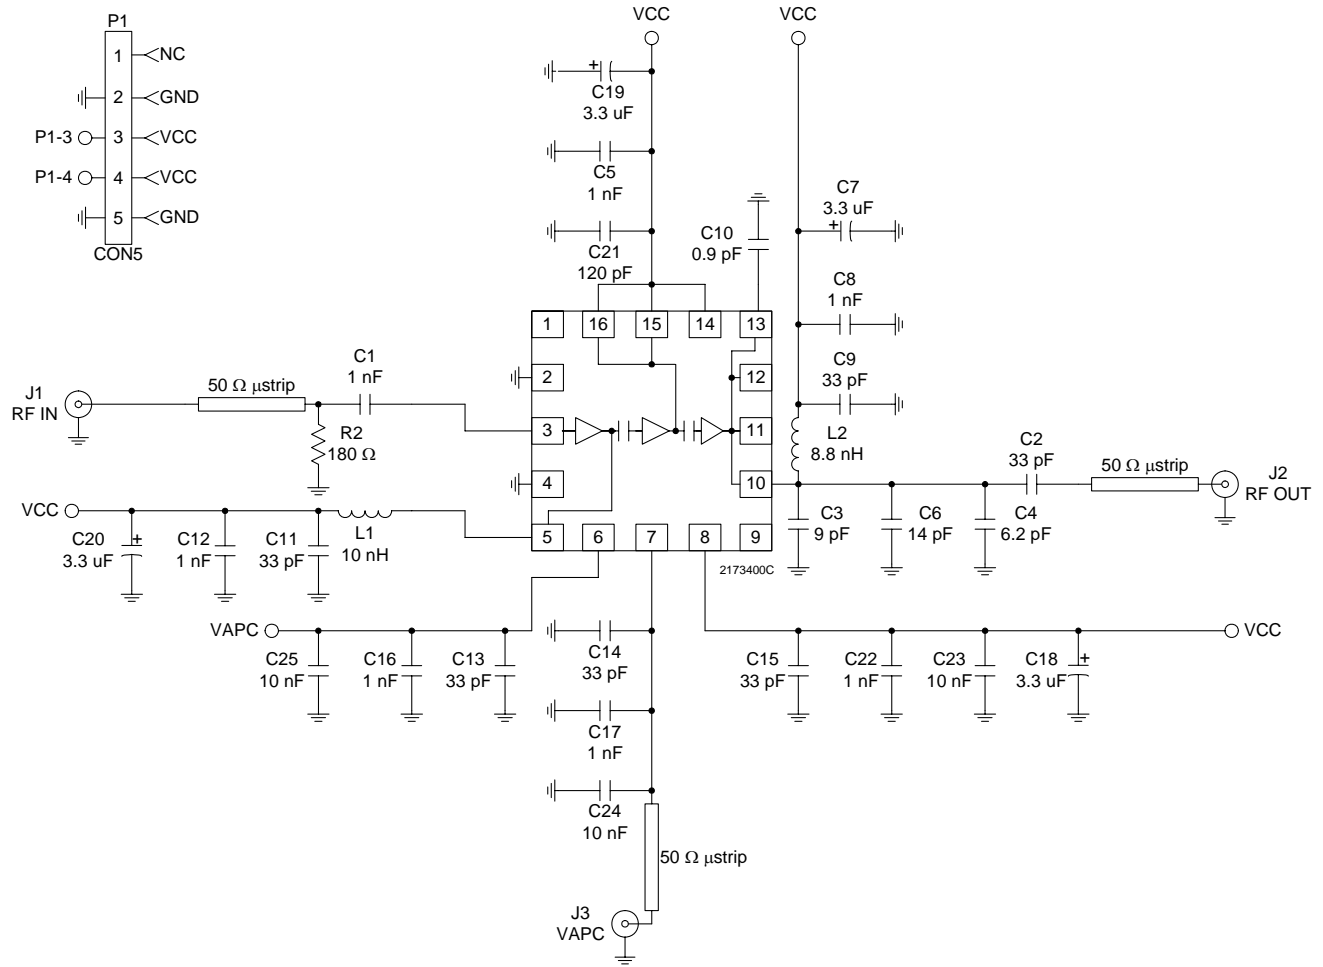 P1
1 NC
2 GND
P1-3 3 VCC
P1-4 4 VCC
5 GND
CON5
VCC
VCC
C19
3.3 uF
C5
1 nF
C21
120 pF
C10
0.9 pF
C7
3.3 uF
C8
1 nF
C9
33 pF
L2
8.8 nH
1
16
15
14
13
2
12
3
11
4
10
5
6
7
8
9
2173400C
J1
RF IN
50 Ω µstrip
C1
1 nF
R2
180 Ω
VCC
C20
3.3 uF
C12
1 nF
C11
33 pF
L1
10 nH
C3
9 pF
C6
14 pF
C4
6.2 pF
C2
33 pF
50 Ω µstrip
J2
RF OUT
VAPC
C25
10 nF
C16
1 nF
C13
33 pF
C14
33 pF
C17
1 nF
C24
10 nF
C15
33 pF
C22
1 nF
C23
10 nF
C18
3.3 uF
VCC
50 Ω µstrip
J3
VAPC